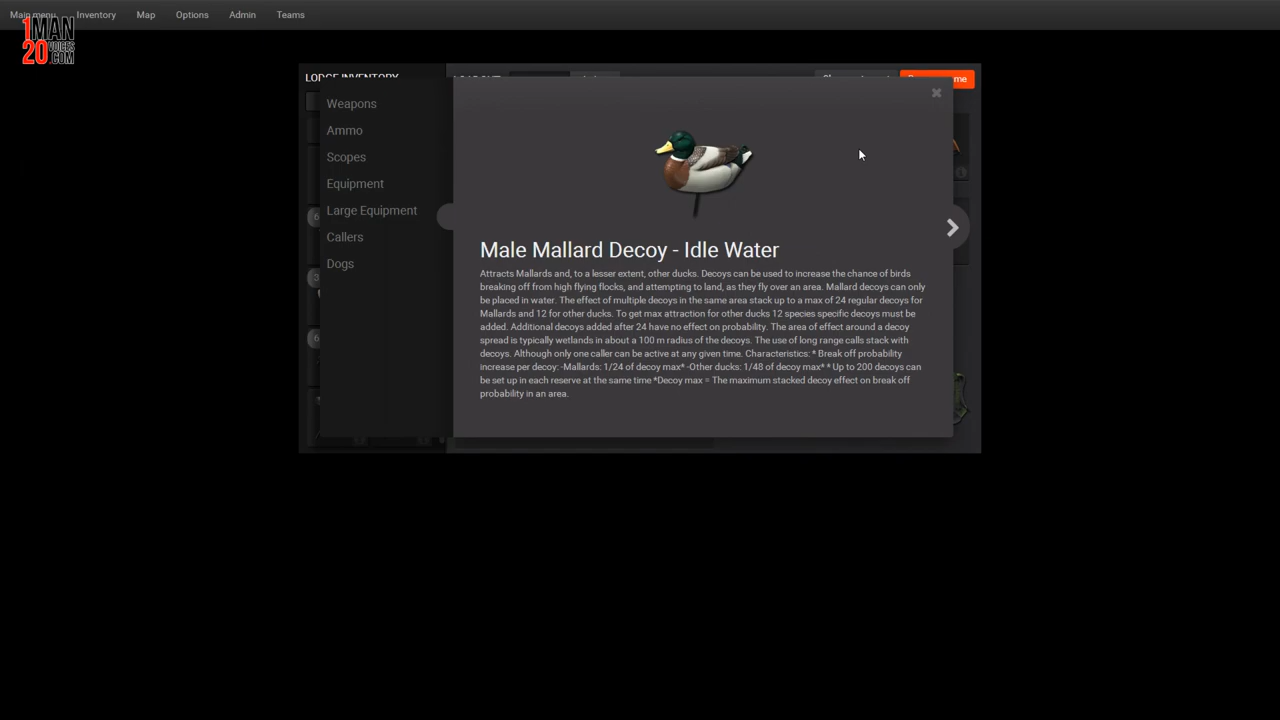 Main menu Inventory Map Options Admin Teams
1MAN
20 VOICES
.COM
LODGE INVENTORY
Weapons
Ammo
Scopes
Equipment
Large Equipment
Callers
Dogs
6
3
6
Male Mallard Decoy - Idle Water
Attracts Mallards and, to a lesser extent, other ducks. Decoys can be used to increase the chance of birds
breaking off from high flying flocks, and attempting to land, as they fly over an area. Mallard decoys can only
be placed in water. The effect of multiple decoys in the same area stack up to a max of 24 regular decoys for
Mallards and 12 for other ducks. To get max attraction for other ducks 12 species specific decoys must be
added. Additional decoys added after 24 have no effect on probability. The area of effect around a decoy
spread is typically wetlands in about a 100 m radius of the decoys. The use of long range calls stack with
decoys. Although only one caller can be active at any given time. Characteristics: * Break off probability
increase per decoy: -Mallards: 1/24 of decoy max* -Other ducks: 1/48 of decoy max* * Up to 200 decoys can
be set up in each reserve at the same time *Decoy max = The maximum stacked decoy effect on break off
probability in an area.